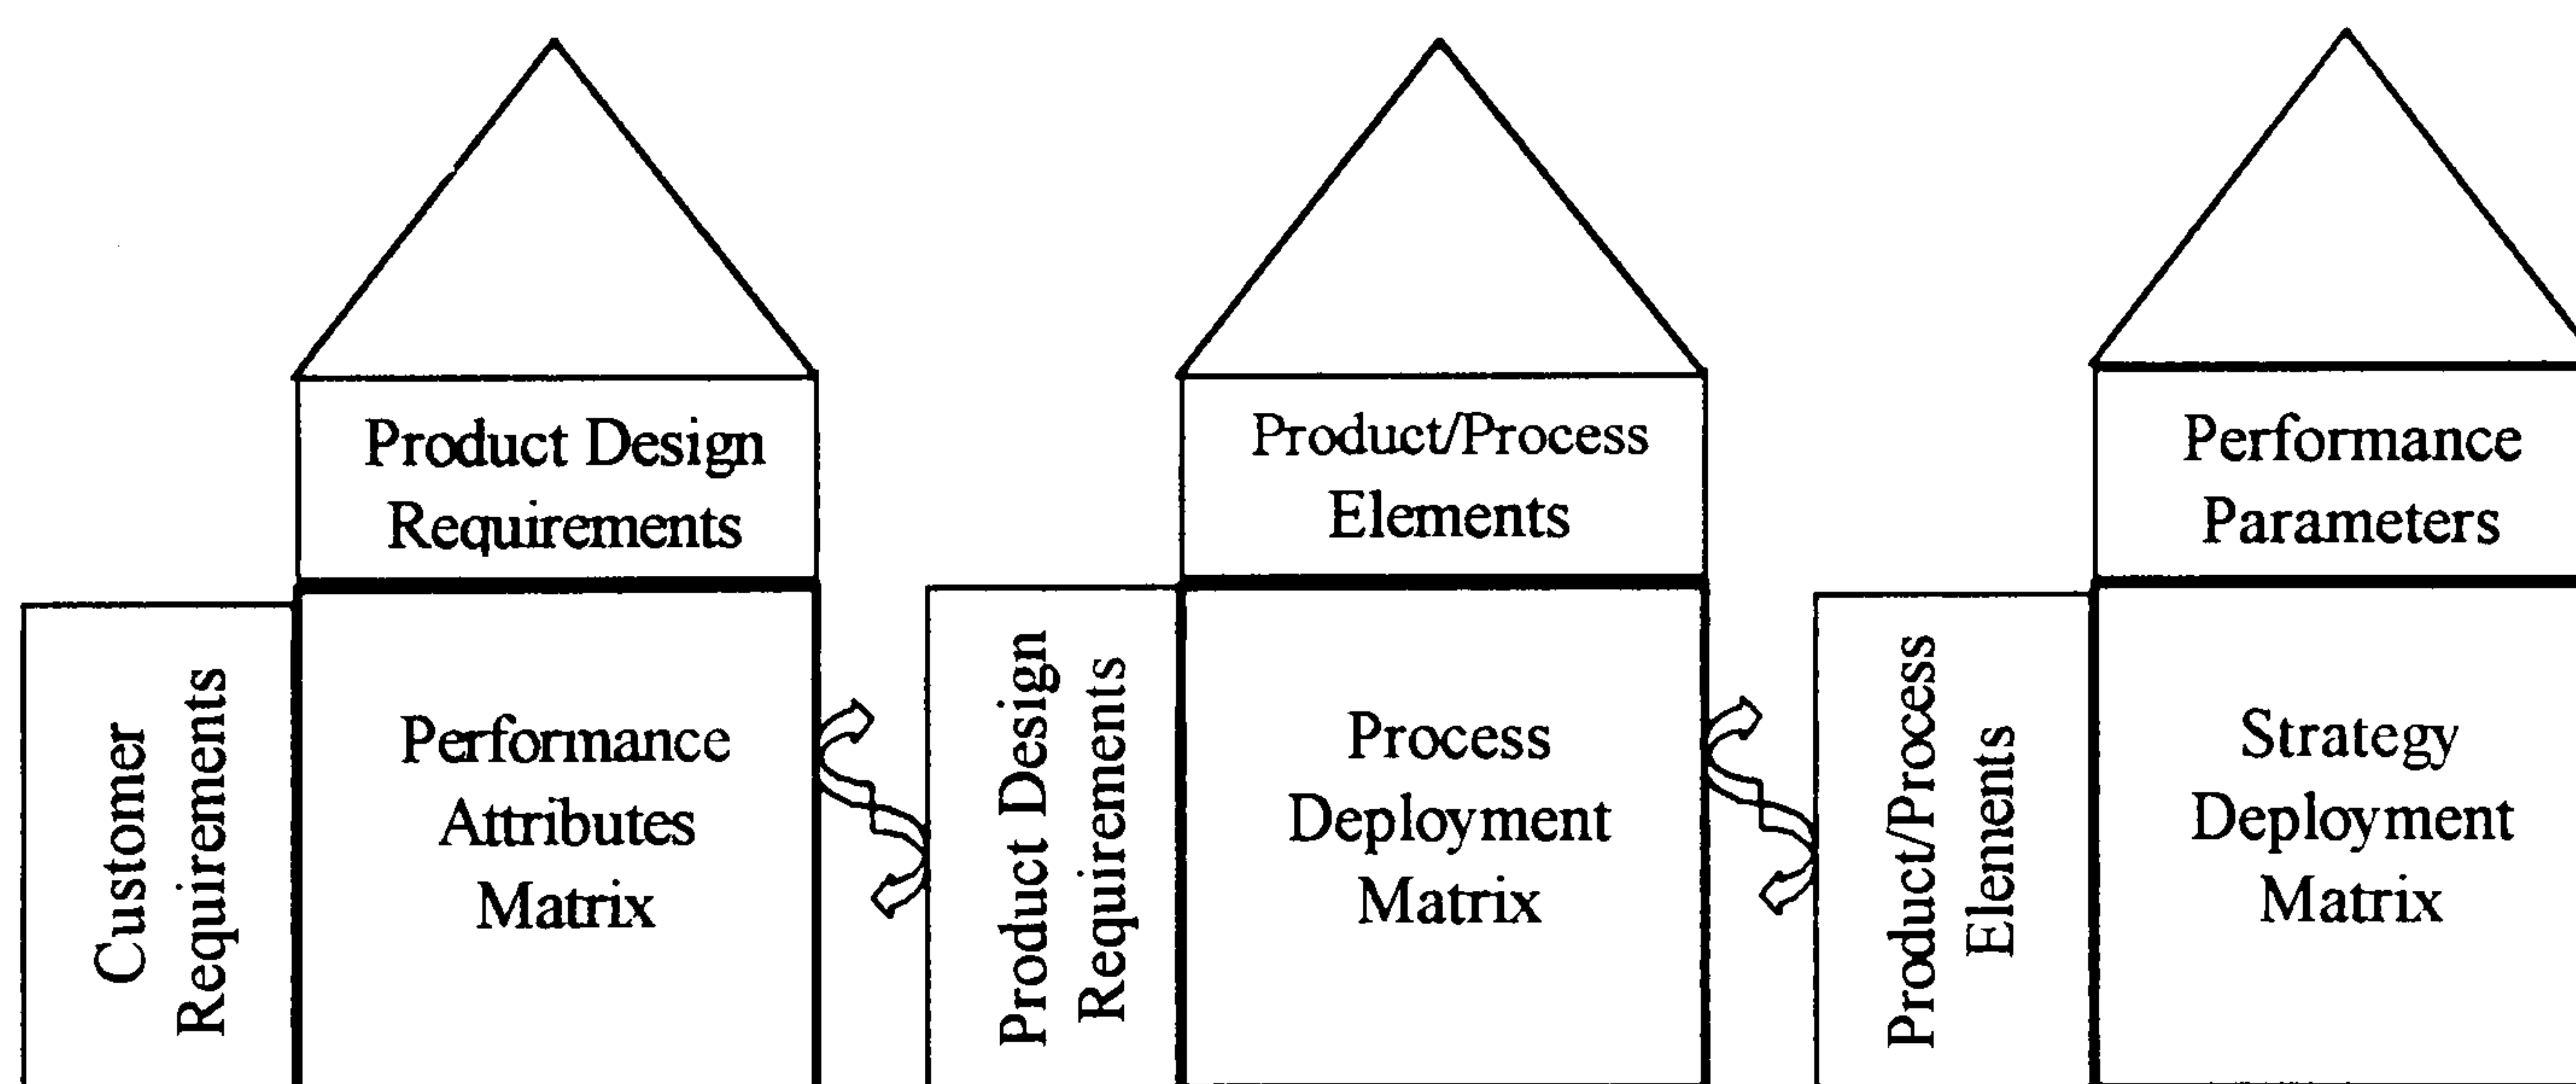 Product Design
Requirements
Customer
Requirements
Performance
Attributes
Matrix
Product/Process
Elements
Product Design
Requirements
Process
Deployment
Matrix
Performance
Parameters
Product/Process
Elements
Strategy
Deployment
Matrix